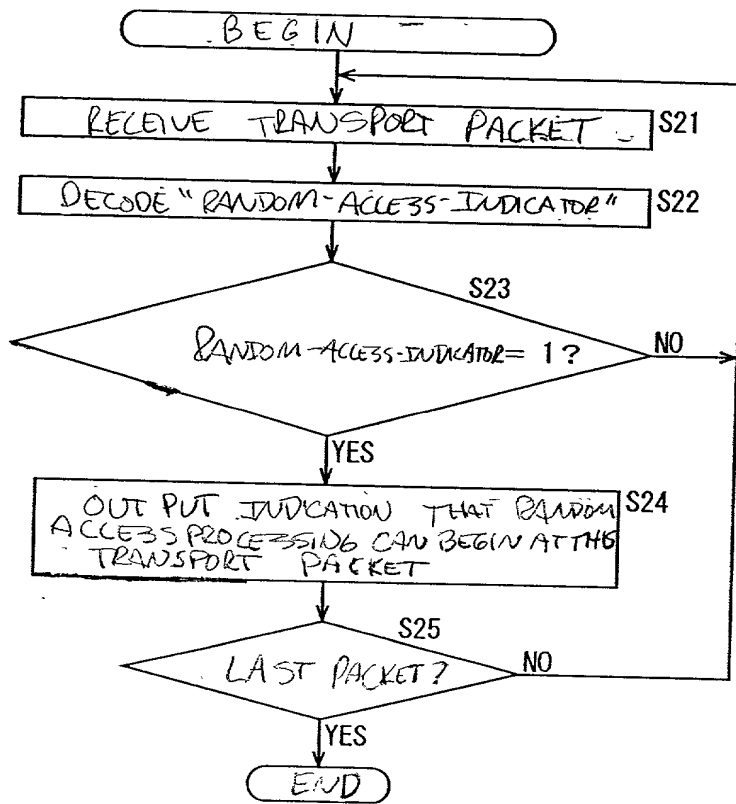 BEGIN
RECEIVE TRANSPORT PACKET
S21
DECODE "RANDOM-ACCESS-INDICATOR"
S22
S23
RANDOM-ACCESS-INDICATOR = 1?
NO
YES
S24
OUTPUT INDICATION THAT RANDOM
ACCESS PROCESSING CAN BEGIN AT THE
TRANSPORT PACKET
S25
LAST PACKET?
NO
YES
END